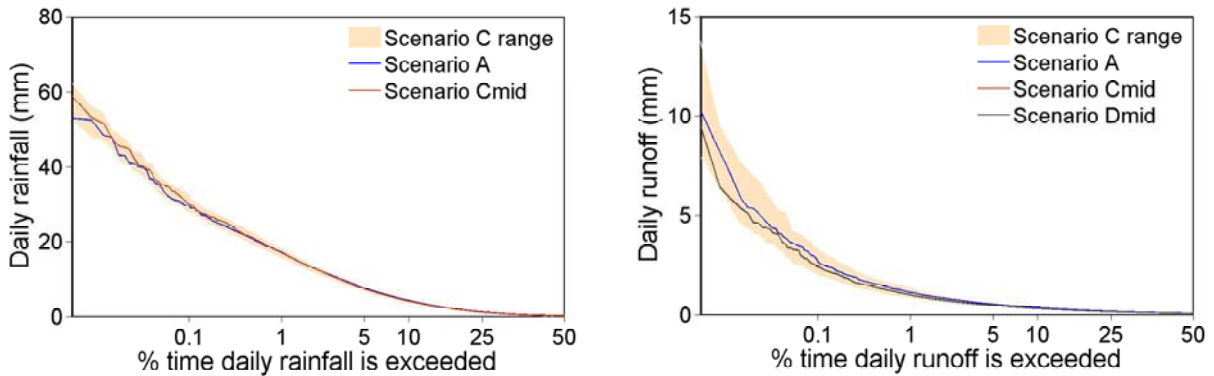 80
60
40
20
0
Daily rainfall (mm)
Scenario C range
Scenario A
Scenario Cmid
0.1 1 5 10 25 50
% time daily rainfall is exceeded
15
10
5
0
Daily runoff (mm)
Scenario C range
Scenario A
Scenario Cmid
Scenario Dmid
0.1 1 5 10 25 50
% time daily runoff is exceeded